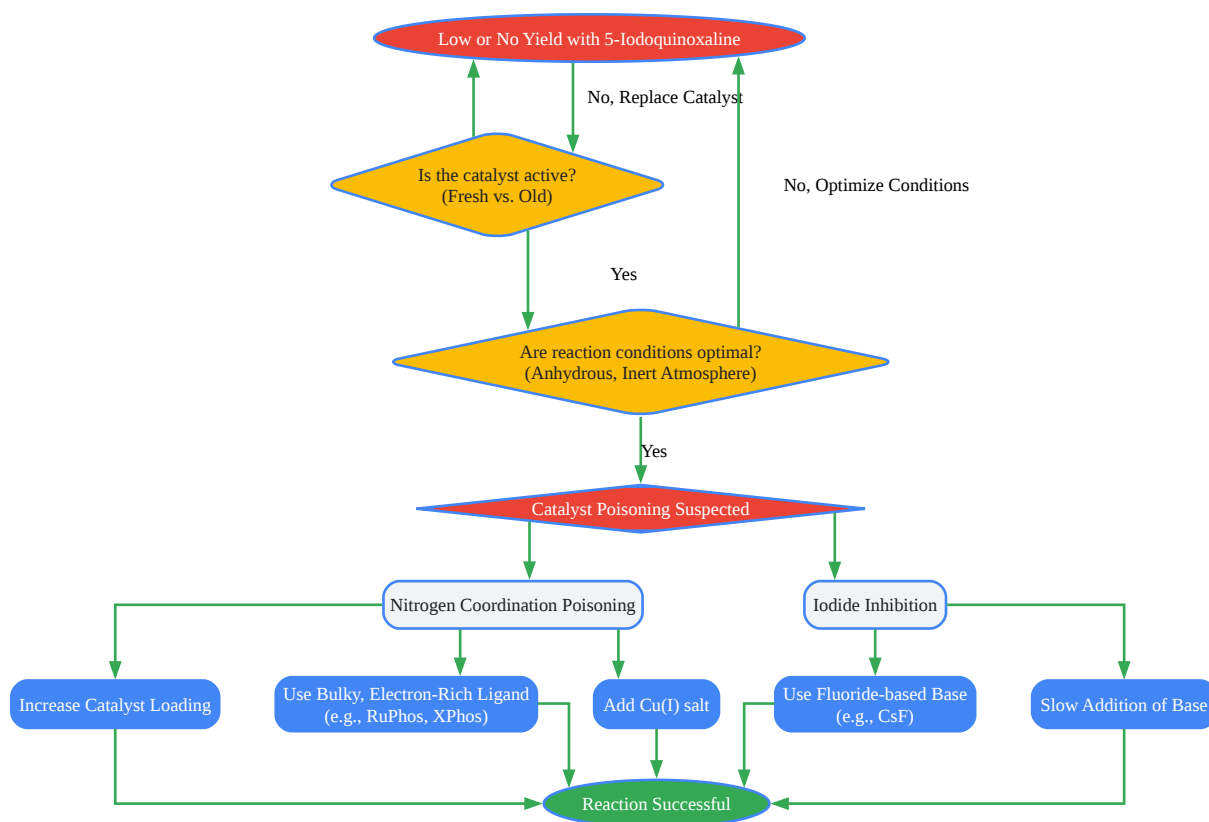 Low or No Yield with 5-Iodoquinoxaline
No, Replace Catalyst
Is the catalyst active?
(Fresh vs. Old)
No, Optimize Conditions
Yes
Are reaction conditions optimal?
(Anhydrous, Inert Atmosphere)
Yes
Catalyst Poisoning Suspected
Nitrogen Coordination Poisoning
Iodide Inhibition
Increase Catalyst Loading
Use Bulky, Electron-Rich Ligand
(e.g., RuPhos, XPhos)
Add Cu(I) salt
Use Fluoride-based Base
(e.g., CsF)
Slow Addition of Base
Reaction Successful